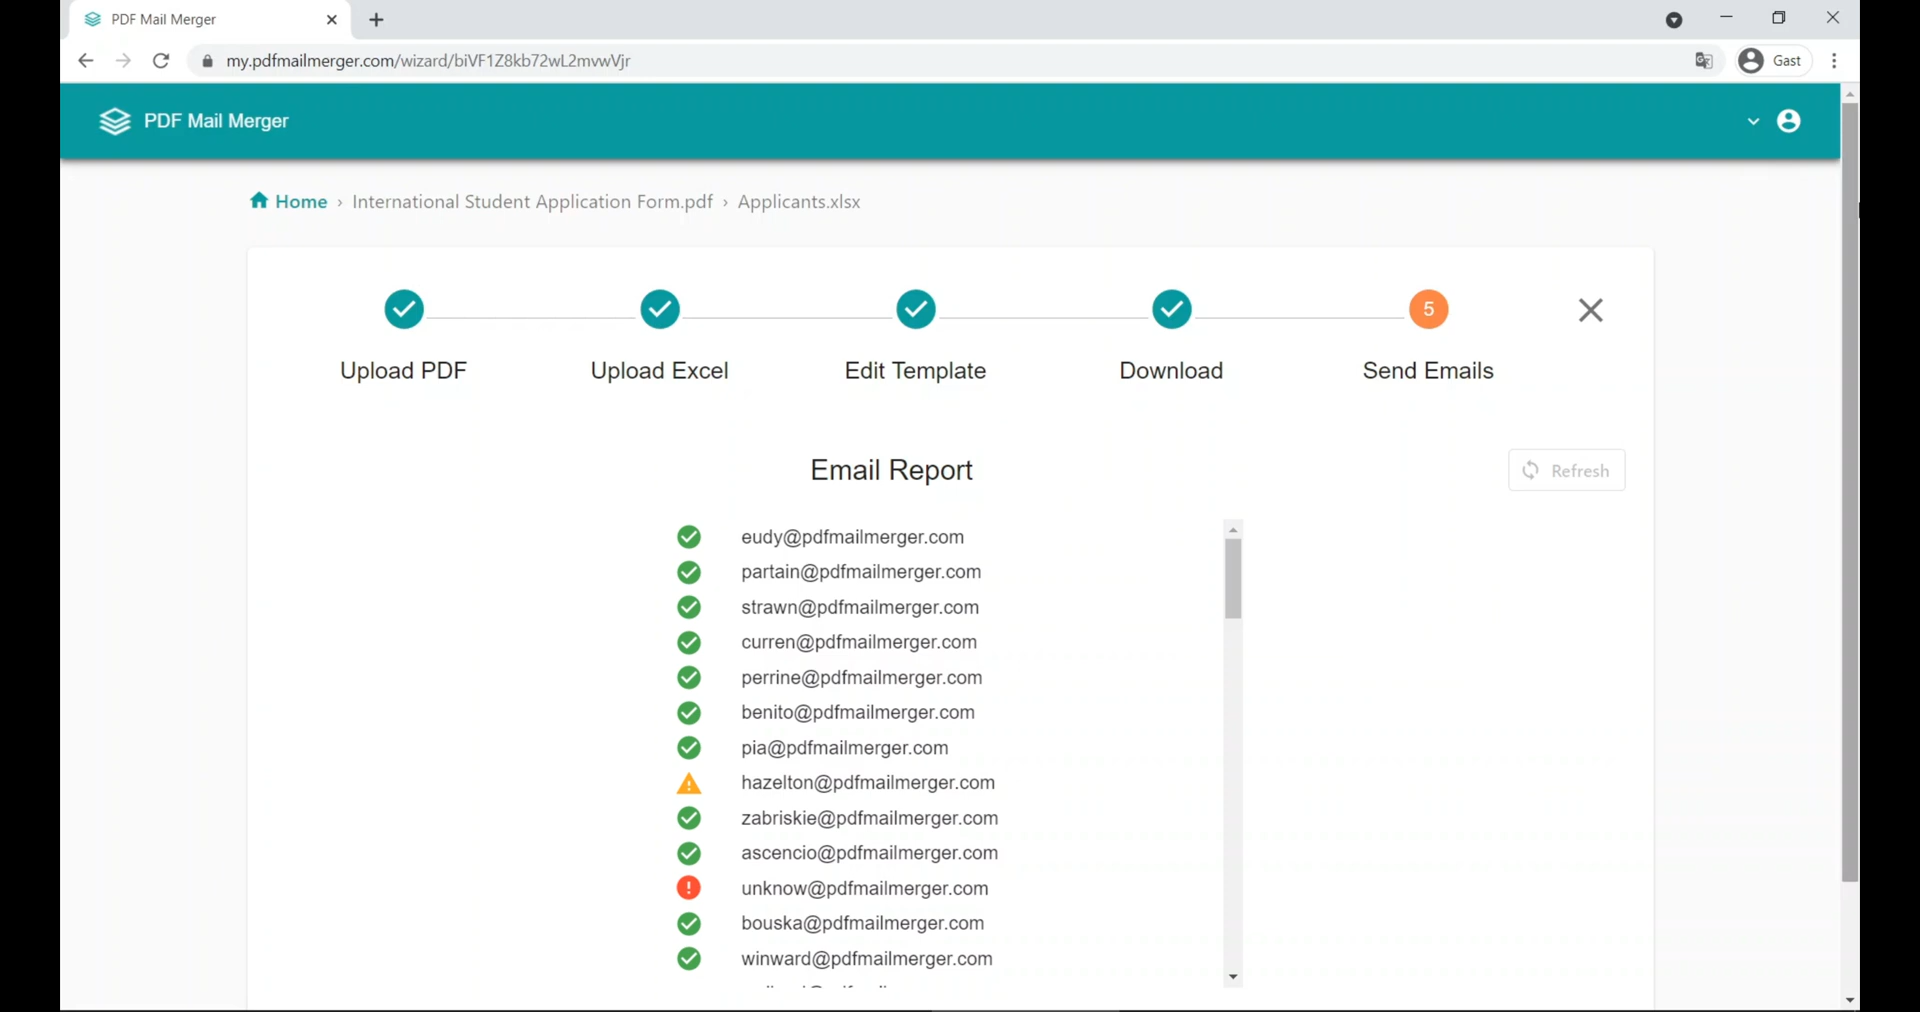 PDF Mail Merger
my.pdfmailmerger.com/wizard/biVF1Z8kb72wL2mvwVjr
Gast
PDF Mail Merger
Home › International Student Application Form.pdf › Applicants.xlsx
5
Upload PDF Upload Excel Edit Template Download Send Emails
Email Report
Refresh
eudy@pdfmailmerger.com
partain@pdfmailmerger.com
strawn@pdfmailmerger.com
curren@pdfmailmerger.com
perrine@pdfmailmerger.com
benito@pdfmailmerger.com
pia@pdfmailmerger.com
hazelton@pdfmailmerger.com
zabriskie@pdfmailmerger.com
ascencio@pdfmailmerger.com
unknow@pdfmailmerger.com
bouska@pdfmailmerger.com
winward@pdfmailmerger.com